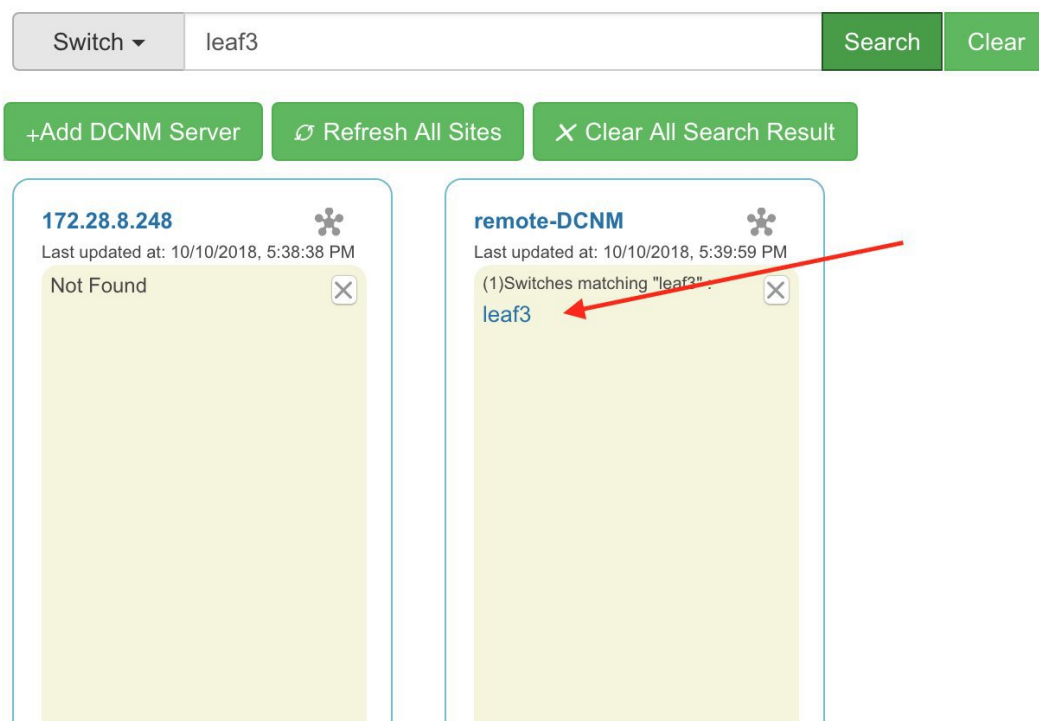 Switch leaf3 Search Clear
+Add DCNM Server Refresh All Sites Clear All Search Result
172.28.8.248
Last updated at: 10/10/2018, 5:38:38 PM
Not Found
remote-DCNM
Last updated at: 10/10/2018, 5:39:59 PM
(1)Switches matching "leaf3" :
leaf3